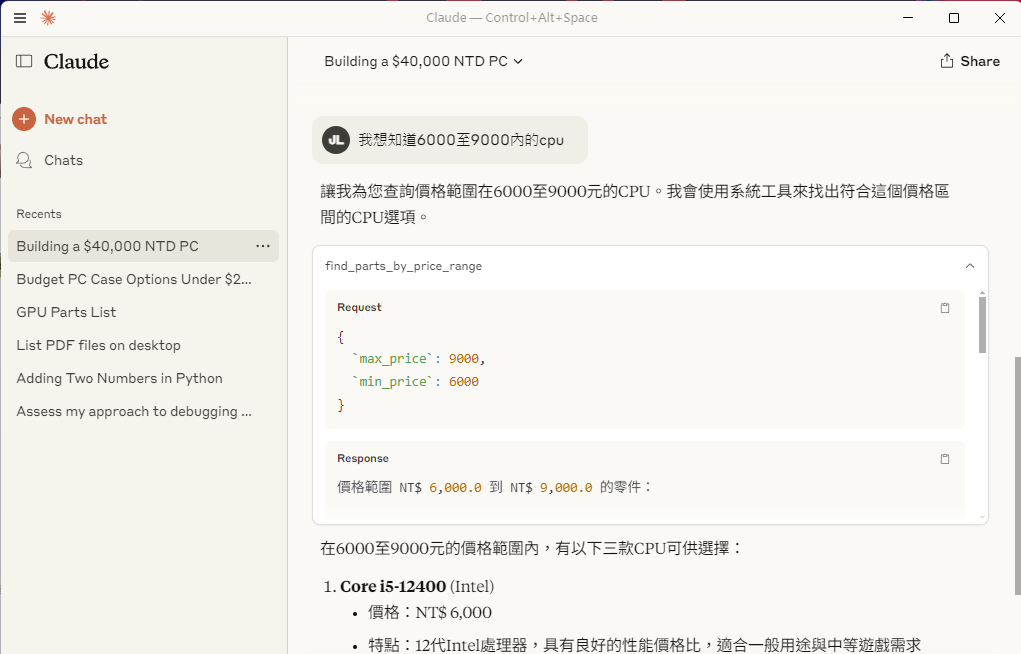 Claude — Control+Alt+Space
Claude
Building a $40,000 NTD PC
Share
New chat
Chats
Recents
Building a $40,000 NTD PC
Budget PC Case Options Under $2...
GPU Parts List
List PDF files on desktop
Adding Two Numbers in Python
Assess my approach to debugging ...
JL
我想知道6000至9000內的cpu
讓我為您查詢價格範圍在6000至9000元的CPU。我會使用系統工具來找出符合這個價格區
間的CPU選項。
find_parts_by_price_range
Request
{
`max_price`: 9000,
`min_price`: 6000
}
Response
價格範圍 NT$ 6,000.0 到 NT$ 9,000.0 的零件：
在6000至9000元的價格範圍內，有以下三款CPU可供選擇：
1. Core i5-12400 (Intel)
• 價格：NT$ 6,000
• 特點：12代Intel處理器，具有良好的性能價格比，適合一般用途與中等遊戲需求